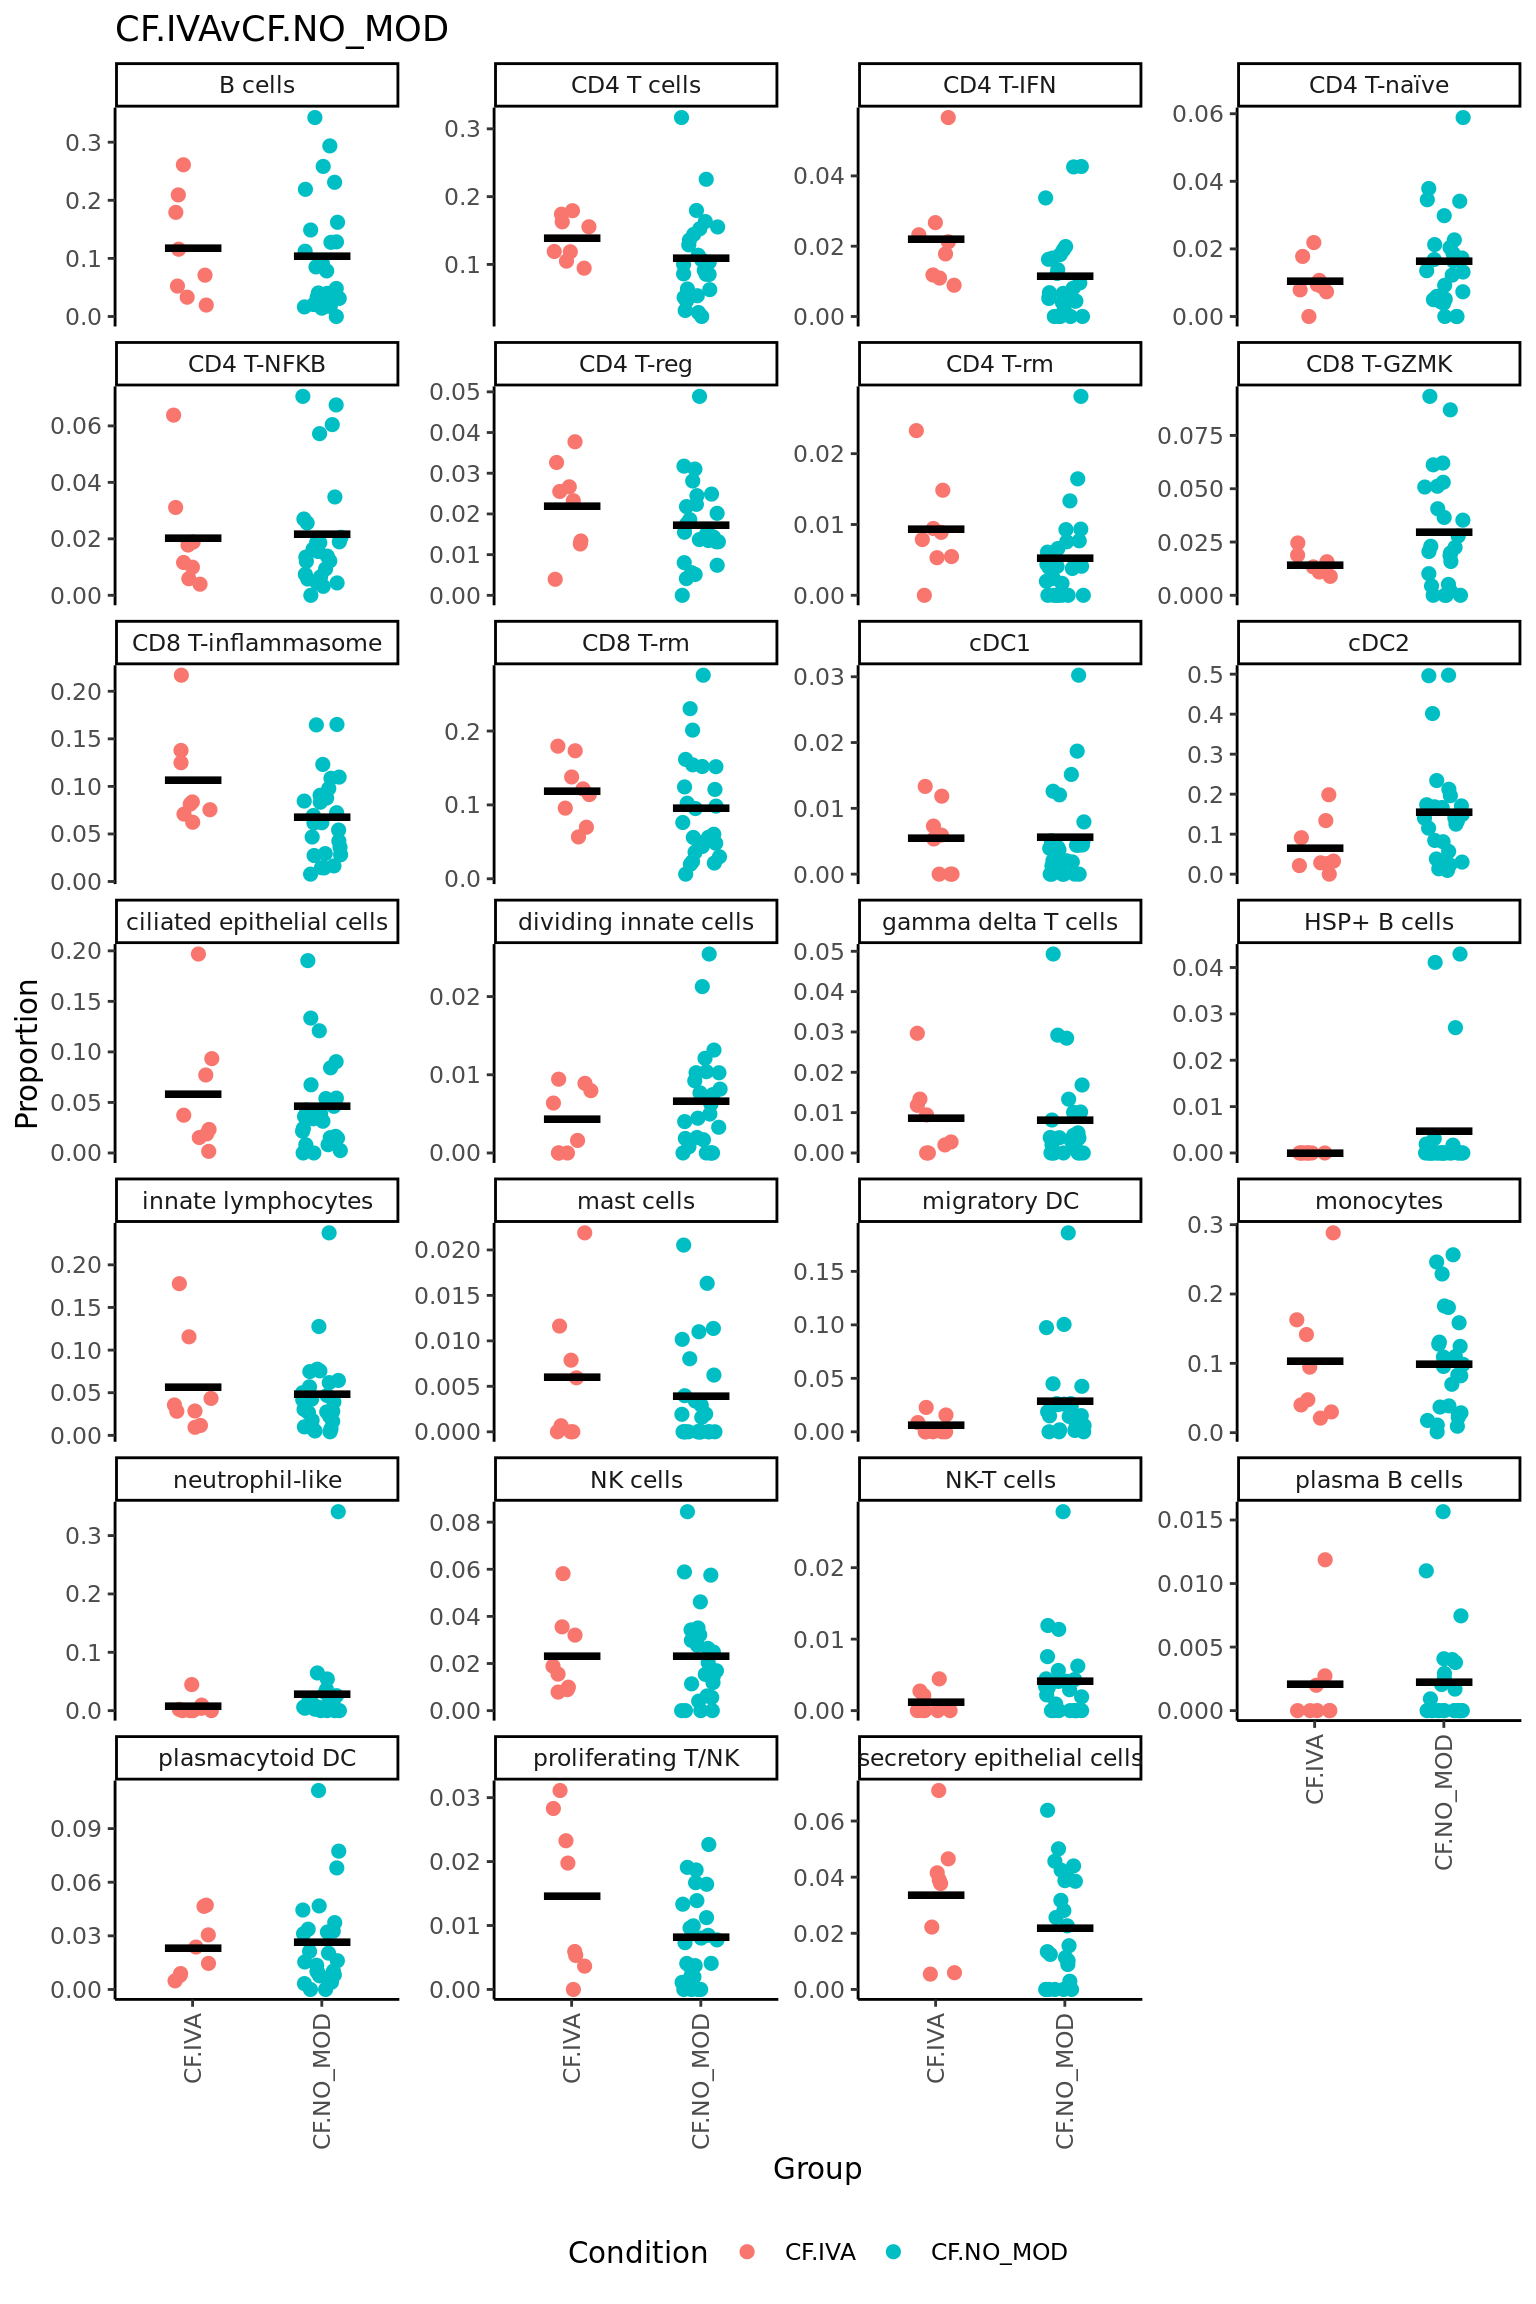 CF.IVAvCF.NO_MOD
B cells
CD4 T cells
CD4 T-IFN
CD4 T-naïve
0.3
0.2
0.1
0.0
0.3
0.2
0.1
0.04
0.02
0.00
0.06
0.04
0.02
0.00
CD4 T-NFKB
CD4 T-reg
CD4 T-rm
CD8 T-GZMK
0.06
0.04
0.02
0.00
0.05
0.04
0.03
0.02
0.01
0.00
0.02
0.01
0.00
0.075
0.050
0.025
0.000
CD8 T-inflammasome
CD8 T-rm
cDC1
cDC2
0.20
0.15
0.10
0.05
0.00
0.2
0.1
0.0
0.03
0.02
0.01
0.00
0.5
0.4
0.3
0.2
0.1
0.0
ciliated epithelial cells
dividing innate cells
gamma delta T cells
HSP+ B cells
0.20
0.15
0.10
0.05
0.00
0.02
0.01
0.00
0.05
0.04
0.03
0.02
0.01
0.00
0.04
0.03
0.02
0.01
0.00
innate lymphocytes
mast cells
migratory DC
monocytes
0.20
0.15
0.10
0.05
0.00
0.020
0.015
0.010
0.005
0.000
0.15
0.10
0.05
0.00
0.3
0.2
0.1
0.0
neutrophil-like
NK cells
NK-T cells
plasma B cells
0.3
0.2
0.1
0.0
0.08
0.06
0.04
0.02
0.00
0.02
0.01
0.00
0.015
0.010
0.005
0.000
CF.IVA
CF.NO_MOD
plasmacytoid DC
proliferating T/NK
secretory epithelial cells
0.09
0.06
0.03
0.00
0.03
0.02
0.01
0.00
0.06
0.04
0.02
0.00
CF.IVA
CF.NO_MOD
CF.IVA
CF.NO_MOD
CF.IVA
CF.NO_MOD
Proportion
Group
Condition
CF.IVA
CF.NO_MOD